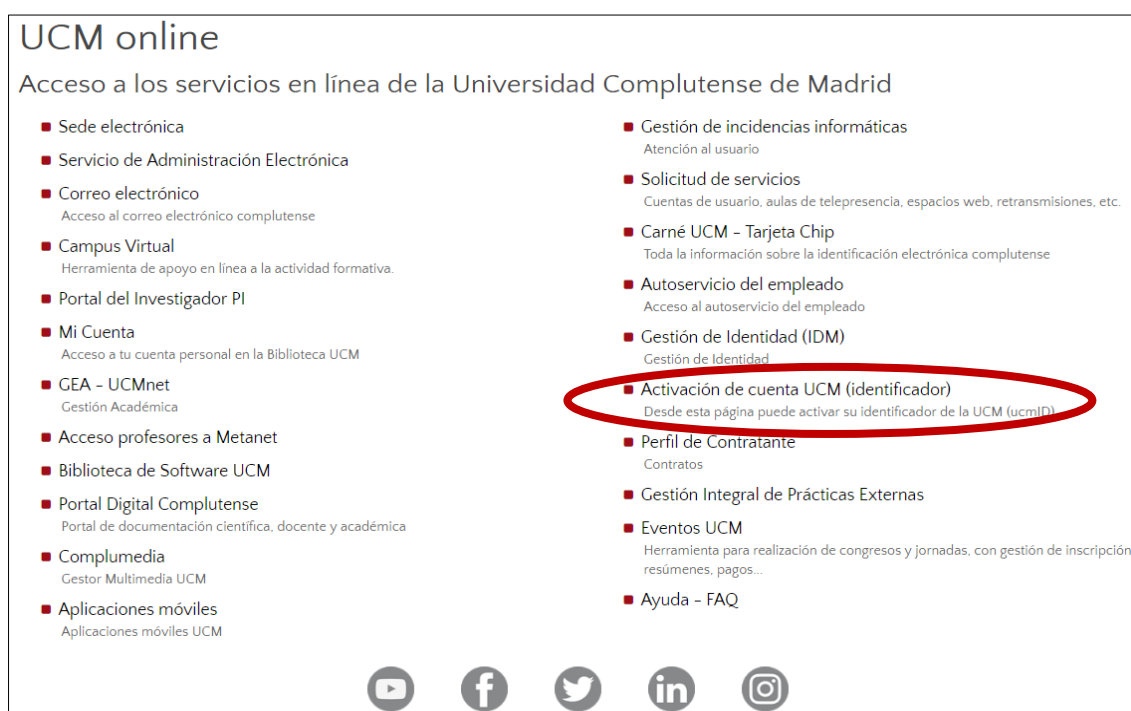 UCM online
Acceso a los servicios en línea de la Universidad Complutense de Madrid
Sede electrónica
Servicio de Administración Electrónica
Correo electrónico
Acceso al correo electrónico complutense
Campus Virtual
Herramienta de apoyo en línea a la actividad formativa.
Portal del Investigador PI
Mi Cuenta
Acceso a tu cuenta personal en la Biblioteca UCM
GEA - UCMnet
Gestión Académica
Acceso profesores a Metanet
Biblioteca de Software UCM
Portal Digital Complutense
Portal de documentación científica, docente y académica
Complumedia
Gestor Multimedia UCM
Aplicaciones móviles
Aplicaciones móviles UCM
Gestión de incidencias informáticas
Atención al usuario
Solicitud de servicios
Cuentas de usuario, aulas de telepresencia, espacios web, retransmisiones, etc.
Carné UCM - Tarjeta Chip
Toda la información sobre la identificación electrónica complutense
Autoservicio del empleado
Acceso al autoservicio del empleado
Gestión de Identidad (IDM)
Gestión de Identidad
Activación de cuenta UCM (identificador)
Desde esta página puede activar su identificador de la UCM (ucmID)
Perfil de Contratante
Contratos
Gestión Integral de Prácticas Externas
Eventos UCM
Herramienta para realización de congresos y jornadas, con gestión de inscripción
resúmenes, pagos...
Ayuda - FAQ